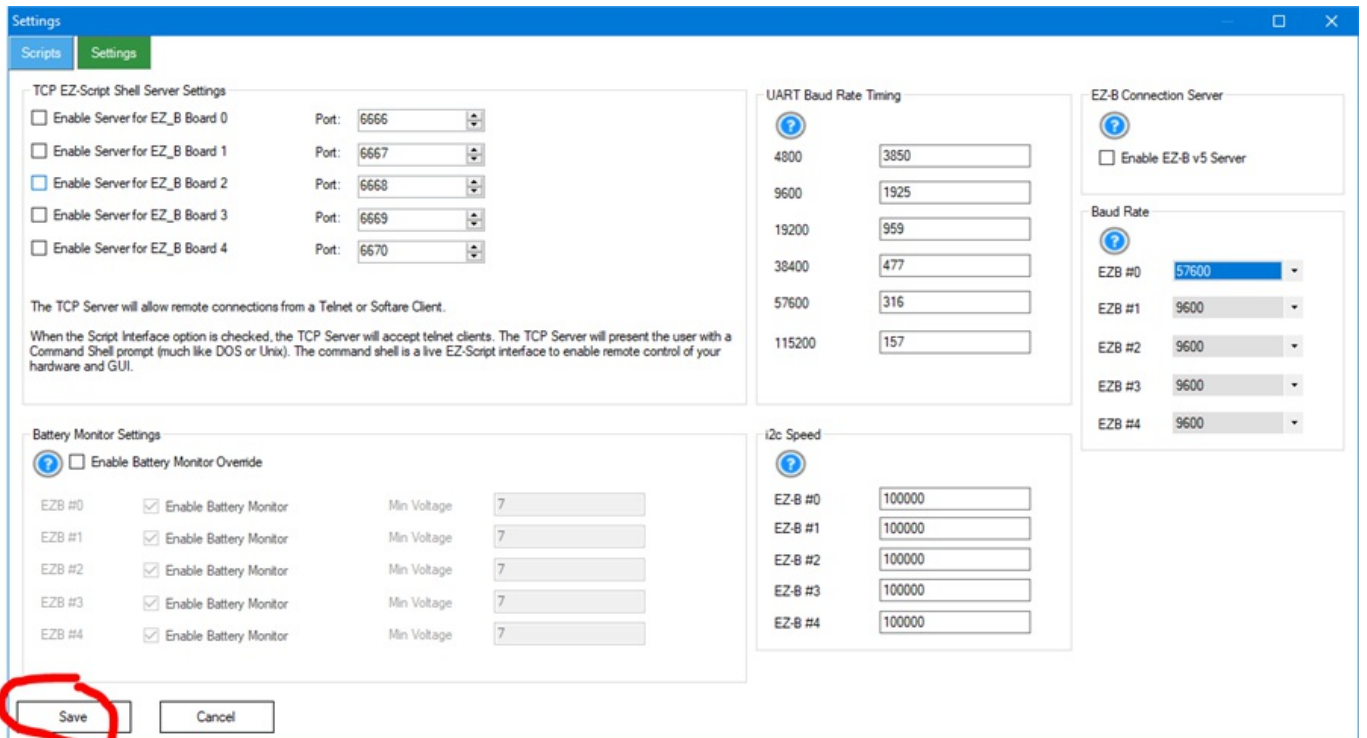 Settings
Scripts Settings
TCP EZ-Script Shell Server Settings
Enable Server for EZ_B Board 0 Port: 6666
Enable Server for EZ_B Board 1 Port: 6667
Enable Server for EZ_B Board 2 Port: 6668
Enable Server for EZ_B Board 3 Port: 6669
Enable Server for EZ_B Board 4 Port: 6670
The TCP Server will allow remote connections from a Telnet or Softare Client.
When the Script Interface option is checked, the TCP Server will accept telnet clients. The TCP Server will present the user with a
Command Shell prompt (much like DOS or Unix). The command shell is a live EZ-Script interface to enable remote control of your
hardware and GUI.
UART Baud Rate Timing
?
4800 3850
9600 1925
19200 959
38400 477
57600 316
115200 157
EZ-B Connection Server
?
Enable EZ-B v5 Server
Baud Rate
?
EZB #0 57600
EZB #1 9600
EZB #2 9600
EZB #3 9600
EZB #4 9600
Battery Monitor Settings
? Enable Battery Monitor Override
EZB #0 Enable Battery Monitor Min Voltage 7
EZB #1 Enable Battery Monitor Min Voltage 7
EZB #2 Enable Battery Monitor Min Voltage 7
EZB #3 Enable Battery Monitor Min Voltage 7
EZB #4 Enable Battery Monitor Min Voltage 7
i2c Speed
?
EZ-B #0 100000
EZ-B #1 100000
EZ-B #2 100000
EZ-B #3 100000
EZ-B #4 100000
Save Cancel